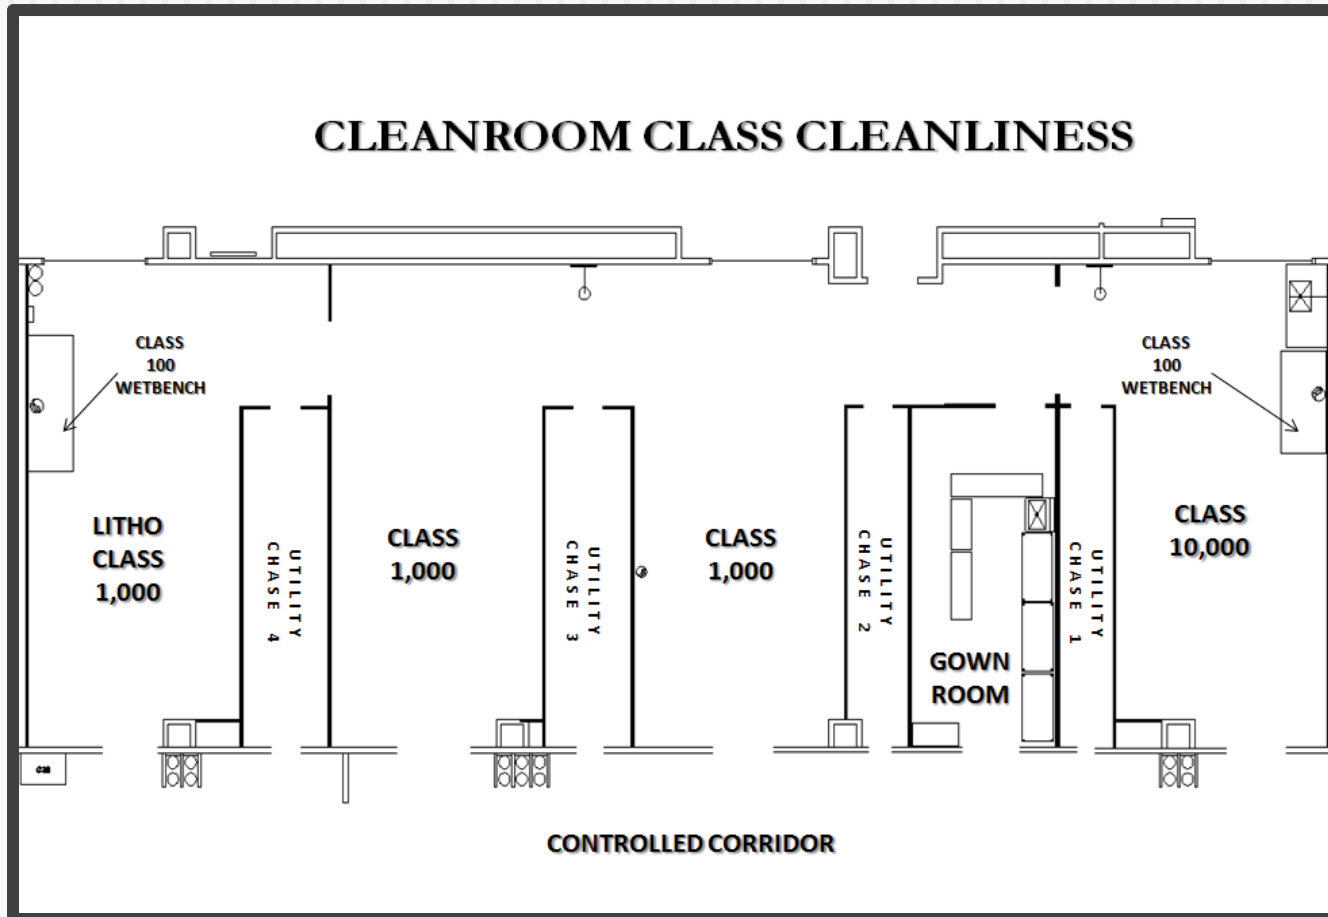 CLEANROOM CLASS CLEANLINESS
CLASS
100
WETBENCH
CLASS
100
WETBENCH
LITHO
CLASS
1,000
UTILITY
CHASE 4
CLASS
1,000
UTILITY
CHASE 3
CLASS
1,000
UTILITY
CHASE 2
GOWN
ROOM
UTILITY
CHASE 1
CLASS
10,000
CONTROLLED CORRIDOR